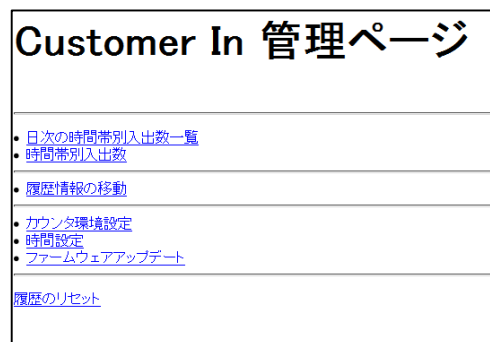 Customer In 管理ページ
日次の時間帯別入出数一覧
時間帯別入出数
履歴情報の移動
カウンタ環境設定
時間設定
ファームウェアアップデート
履歴のリセット